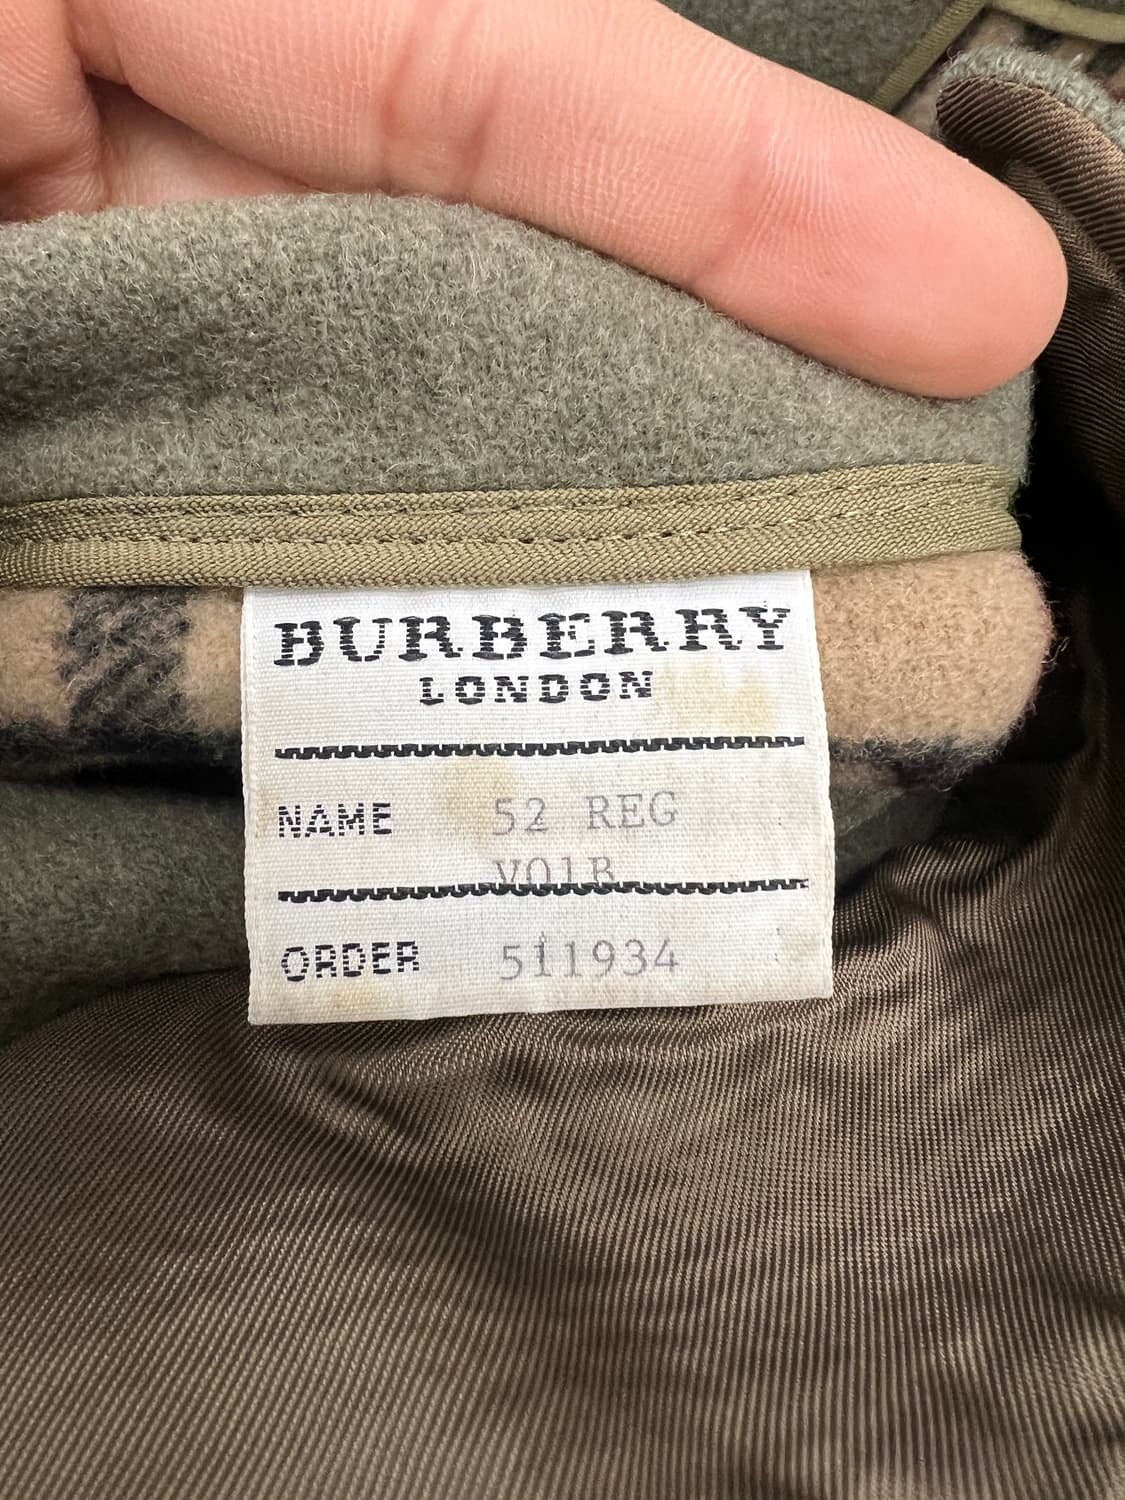 BURBERRY
LONDON
NAME 52 REG
V01B
ORDER 511934